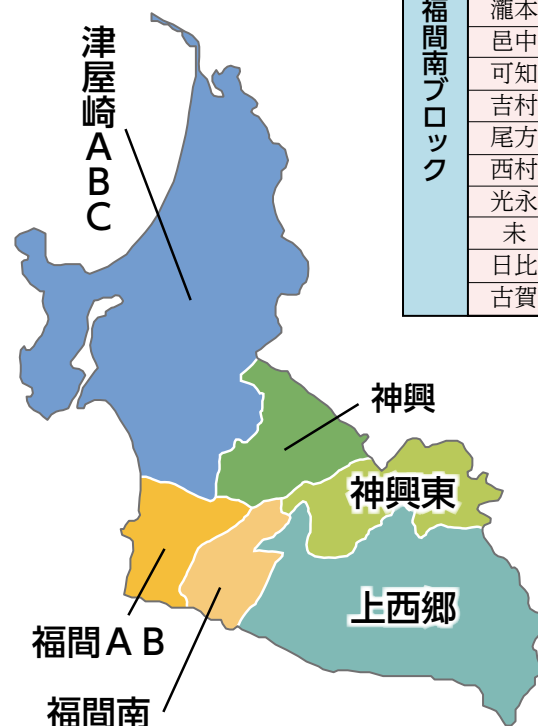 福間南ブロック
瀧本
邑中
可知
吉村
尾方
西村
光永
未
日比
古賀
津屋崎ABC
神興
神興東
上西郷
福間AB
福間南